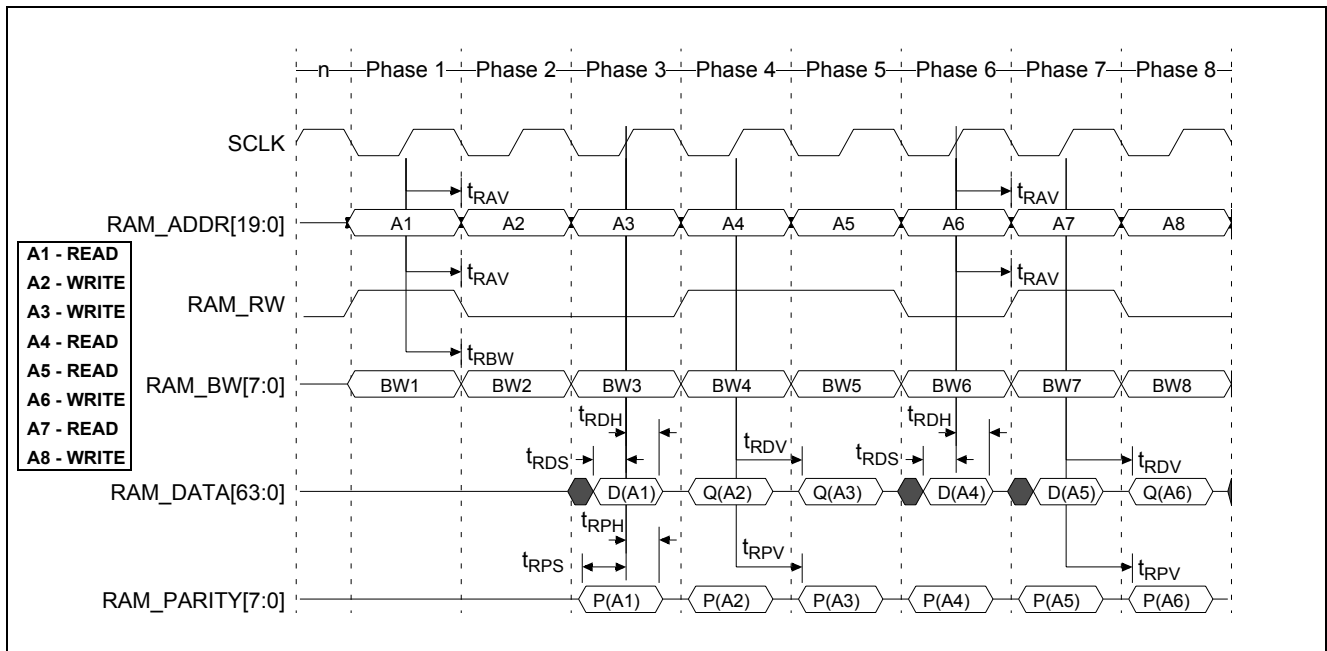 n Phase 1 Phase 2 Phase 3 Phase 4 Phase 5 Phase 6 Phase 7 Phase 8
SCLK
tRAV tRAV
RAM_ADDR[19:0] A1 A2 A3 A4 A5 A6 A7 A8
A1 - READ
A2 - WRITE
A3 - WRITE
A4 - READ
A5 - READ
A6 - WRITE
A7 - READ
A8 - WRITE
tRAV tRAV
RAM_RW
tRBW
RAM_BW[7:0] BW1 BW2 BW3 BW4 BW5 BW6 BW7 BW8
tRDH tRDH
tRDS tRDV tRDS tRDV
RAM_DATA[63:0] D(A1) Q(A2) Q(A3) D(A4) D(A5) Q(A6)
tRPH
tRPS tRPV tRPV
RAM_PARITY[7:0] P(A1) P(A2) P(A3) P(A4) P(A5) P(A6)